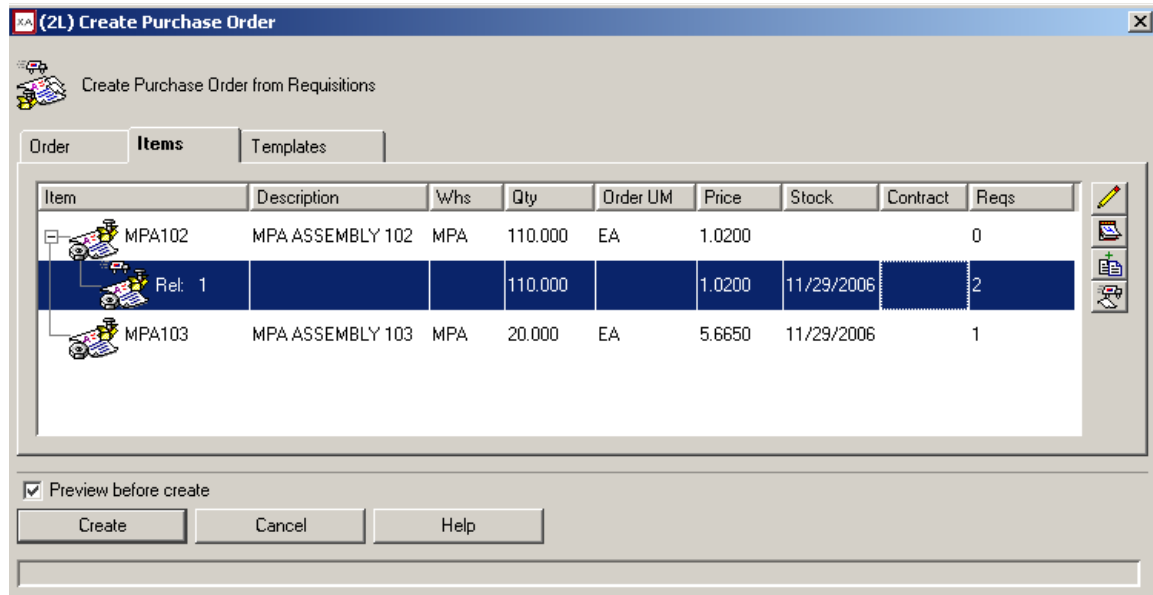 XA (2L) Create Purchase Order
Create Purchase Order from Requisitions
Order Items Templates
Item Description Whs Qty Order UM Price Stock Contract Reqs
MPA102 MPA ASSEMBLY 102 MPA 110.000 EA 1.0200 0
Rel: 1 110.000 1.0200 11/29/2006 2
MPA103 MPA ASSEMBLY 103 MPA 20.000 EA 5.6650 11/29/2006 1
Preview before create
Create Cancel Help